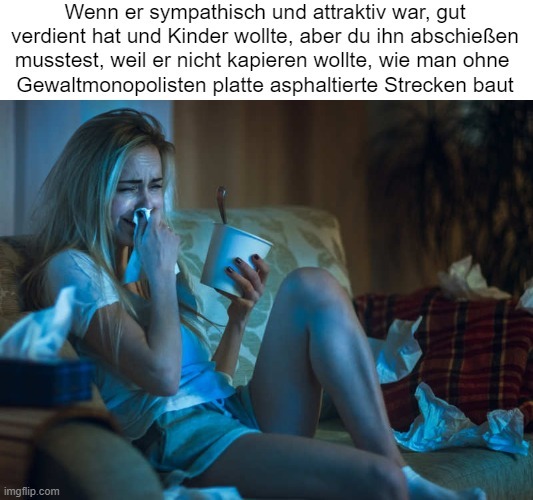 Wenn er sympathisch und attraktiv war, gut
verdient hat und Kinder wollte, aber du ihn abschießen
musstest, weil er nicht kapieren wollte, wie man ohne
Gewaltmonopolisten platte asphaltierte Strecken baut
imgflip.com